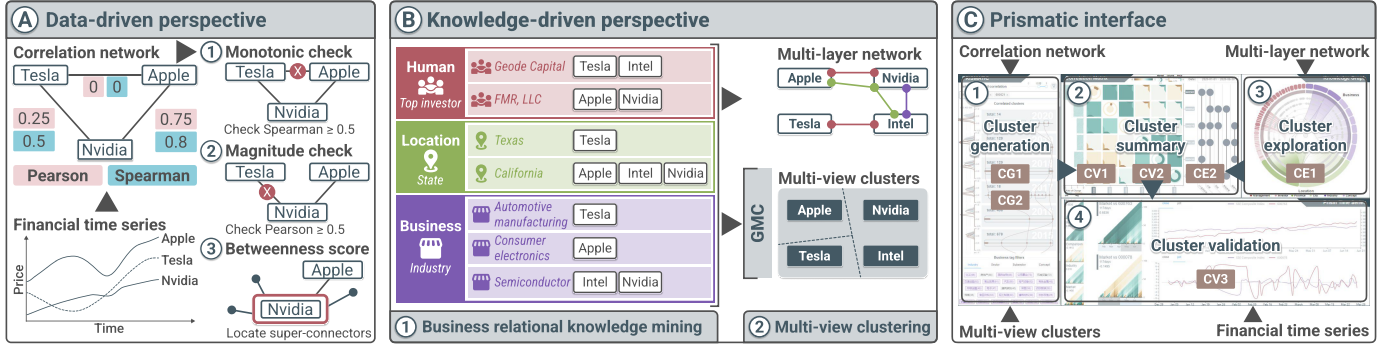 A Data-driven perspective
Correlation network
Tesla
Apple
0 0
0.25
0.5
0.75
0.8
Nvidia
Pearson
Spearman
Financial time series
Price
Apple
Tesla
Nvidia
Time
1 Monotonic check
Tesla
X
Apple
Nvidia
Check Spearman ≥ 0.5
2 Magnitude check
Tesla
Apple
X
Nvidia
Check Pearson ≥ 0.5
3 Betweenness score
Apple
Nvidia
Locate super-connectors
B Knowledge-driven perspective
Human
Top investor
Geode Capital
Tesla
Intel
FMR, LLC
Apple
Nvidia
Location
State
Texas
Tesla
California
Apple
Intel
Nvidia
Business
Industry
Automotive
manufacturing
Tesla
Consumer
electronics
Apple
Semiconductor
Intel
Nvidia
1 Business relational knowledge mining
Multi-layer network
Apple
Nvidia
Tesla
Intel
GMC
Multi-view clusters
Apple
Nvidia
Tesla
Intel
2 Multi-view clustering
C Prismatic interface
Correlation network
Multi-layer network
1
Cluster
generation
CG1
CG2
2
Cluster
summary
CV1
CV2
CE2
3
Cluster
exploration
CE1
4
Cluster validation
CV3
Multi-view clusters
Financial time series